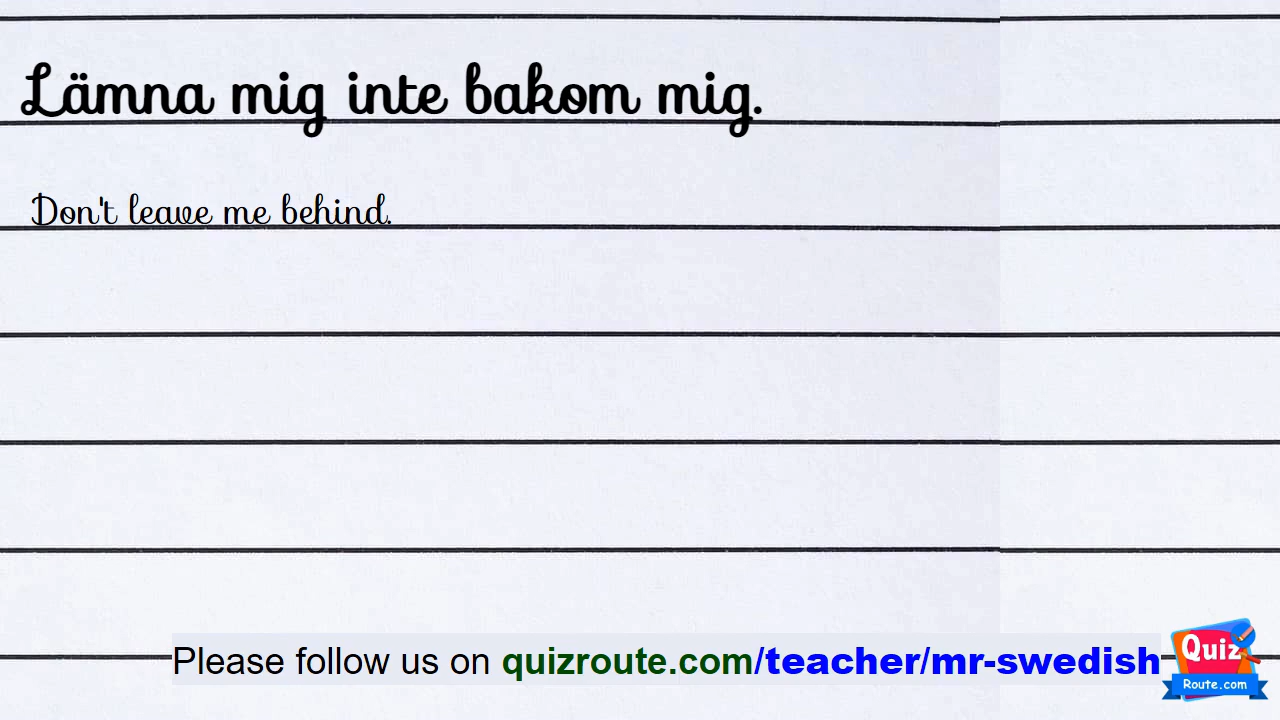 Lämna mig inte bakom mig.
Don't leave me behind.
Please follow us on quizroute.com/teacher/mr-swedish
Quiz
Route.com